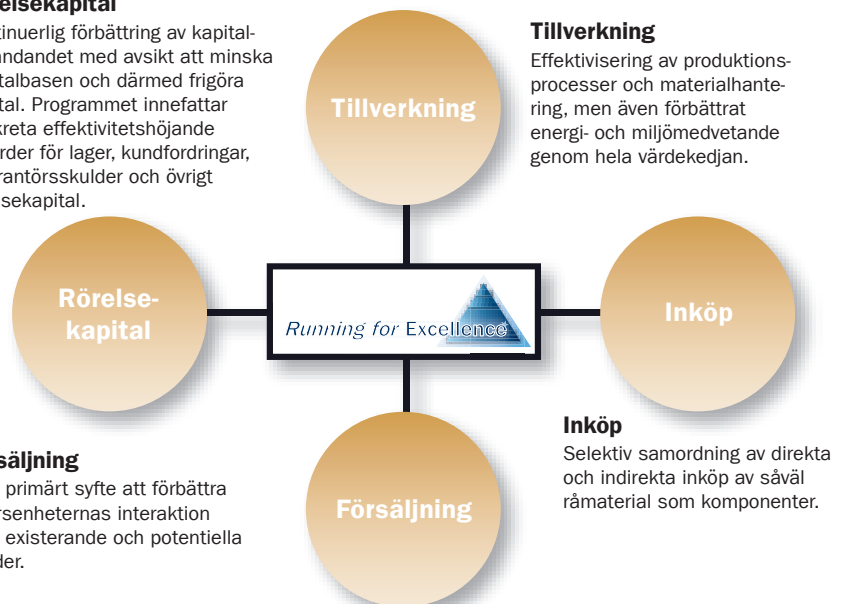 elsekapital
tinuerlig förbättring av kapital-
ändandet med avsikt att minska
talbasen och därmed frigöra
tal. Programmet innefattar
kreta effektivitetshöjande
rder för lager, kundfordringar,
rantörsskulder och övrigt
sekapital.
Tillverkning
Tillverkning
Effektivisering av produktions-
processer och materialhante-
ring, men även förbättrat
energi- och miljömedvetande
genom hela värdekedjan.
Rörelse-
kapital
Running for Excellence
Inköp
säljning
primärt syfte att förbättra
rsenheternas interaktion
existerande och potentiella
der.
Försäljning
Inköp
Selektiv samordning av direkta
och indirekta inköp av såväl
råmaterial som komponenter.